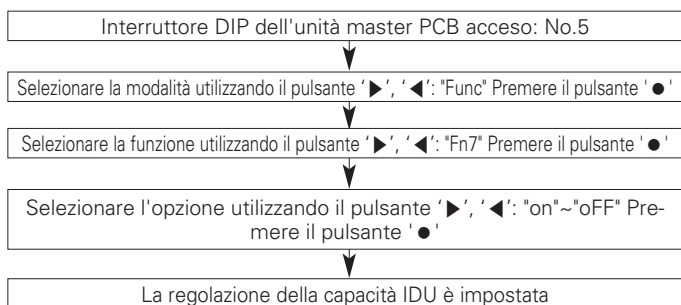 Interruttore DIP dell'unità master PCB acceso: No.5
Selezionare la modalità utilizzando il pulsante ‘▶’, ‘◀’: "Func" Premere il pulsante '●'
Selezionare la funzione utilizzando il pulsante ‘▶’, ‘◀’: "Fn7" Premere il pulsante '●'
Selezionare l'opzione utilizzando il pulsante ‘▶’, ‘◀’: "on"~"oFF" Pre-
mere il pulsante '●'
La regolazione della capacità IDU è impostata